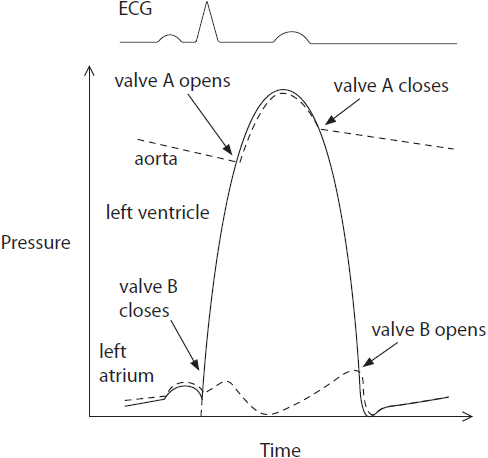 ECG
valve A opens
valve A closes
aorta
left ventricle
Pressure
valve B
closes
valve B opens
left
atrium
Time